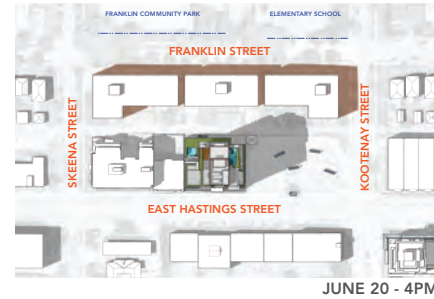 FRANKLIN COMMUNITY PARK
ELEMENTARY SCHOOL
FRANKLIN STREET
SKEENA STREET
KOOTENAY STREET
EAST HASTINGS STREET
JUNE 20 - 4PM